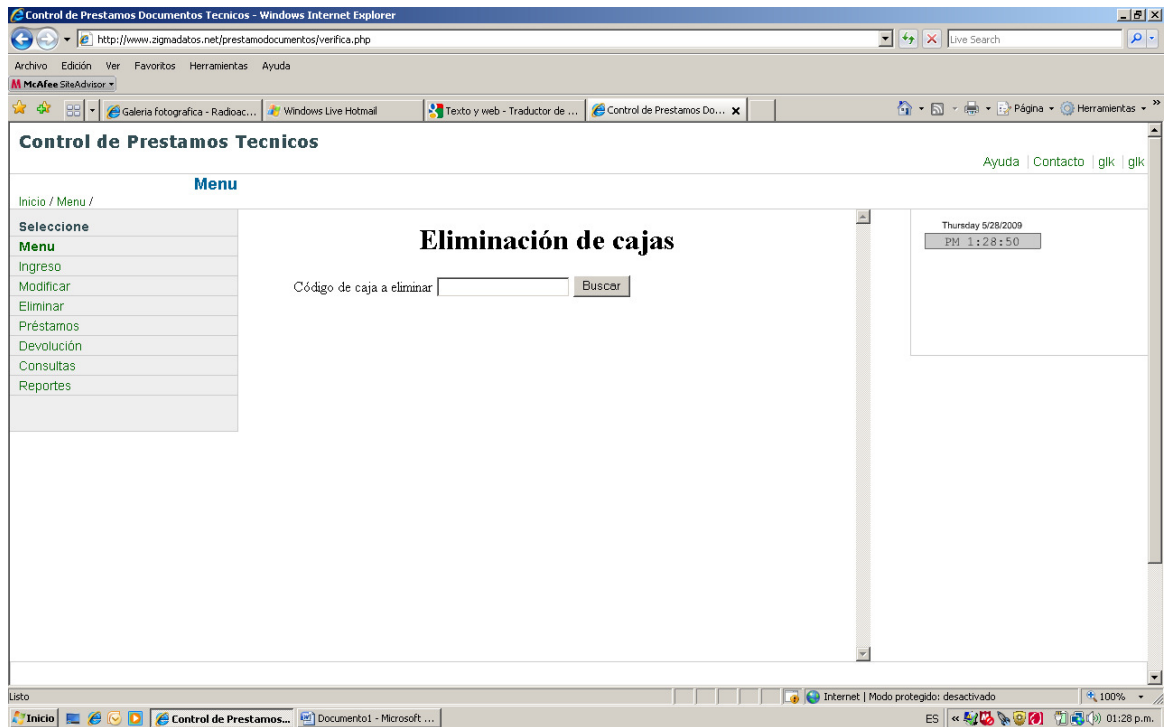 Control de Prestamos Documentos Tecnicos - Windows Internet Explorer
http://www.zigmadatos.net/prestamodocumentos/verifica.php
Live Search
Archivo Edición Ver Favoritos Herramientas Ayuda
McAfee SiteAdvisor
Galeria fotografica - Radioac... Windows Live Hotmail Texto y web - Traductor de ... Control de Prestamos Do... Página Herramientas
Control de Prestamos Tecnicos
Ayuda Contacto glk glk
Menu
Inicio / Menu /
Seleccione
Menu
Ingreso
Modificar
Eliminar
Préstamos
Devolución
Consultas
Reportes
Eliminación de cajas
Código de caja a eliminar Buscar
Thursday 5/28/2009
PM 1:28:50
Listo Internet | Modo protegido: desactivado 100%
Inicio Control de Prestamos... Documento1 - Microsoft ... ES 01:28 p.m.